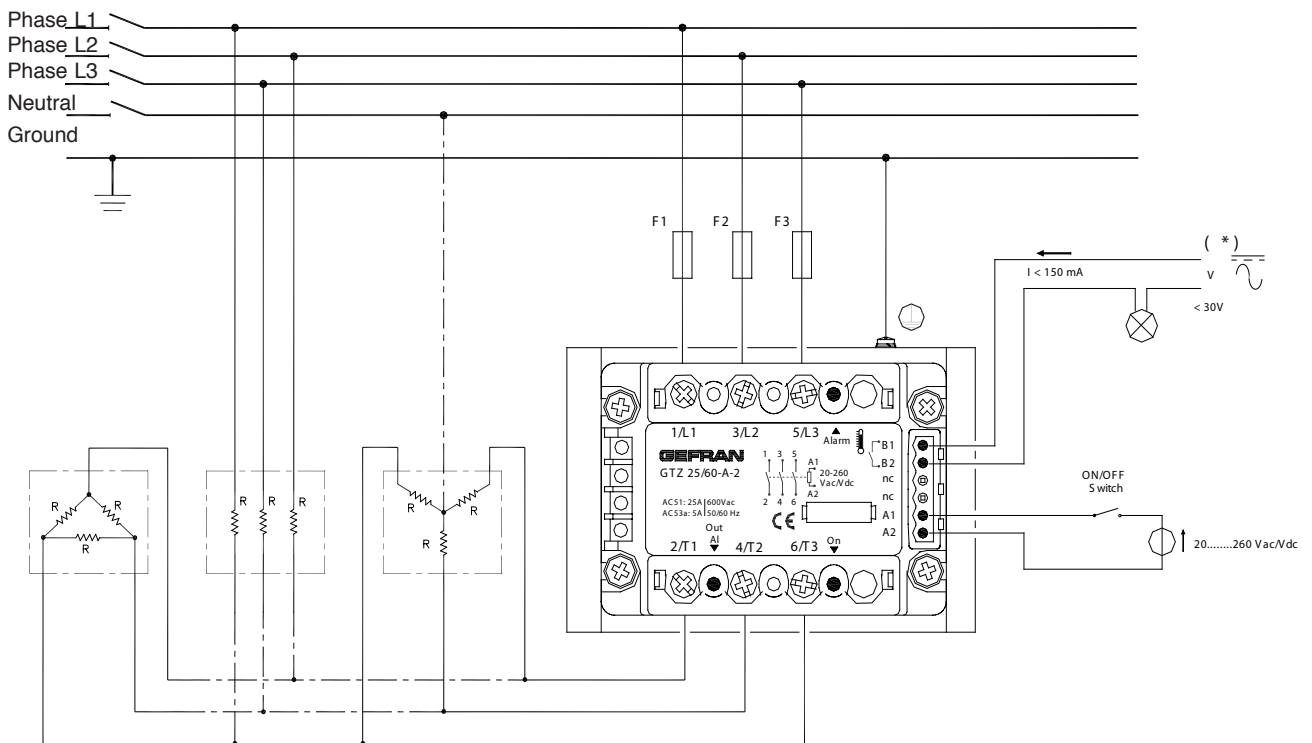 Phase L1
Phase L2
Phase L3
Neutral
Ground
F1 F2 F3
( * )
I < 150 mA
V
< 30V
1/L1 3/L2 5/L3
Alarm
B1
B2
nc
nc
A1
A2
GEFRAN
GTZ 25/60-A-2
1 3 5
2 4 6
A1
20-260
Vac/dc
A2
AC51: 25A 600Vac
AC53a: 5A 50/60 Hz
CE
Out
Al
On
2/T1 4/T2 6/T3
ON/OFF
Switch
20........260 Vac/Vdc
R R
R
R R R
R R
R